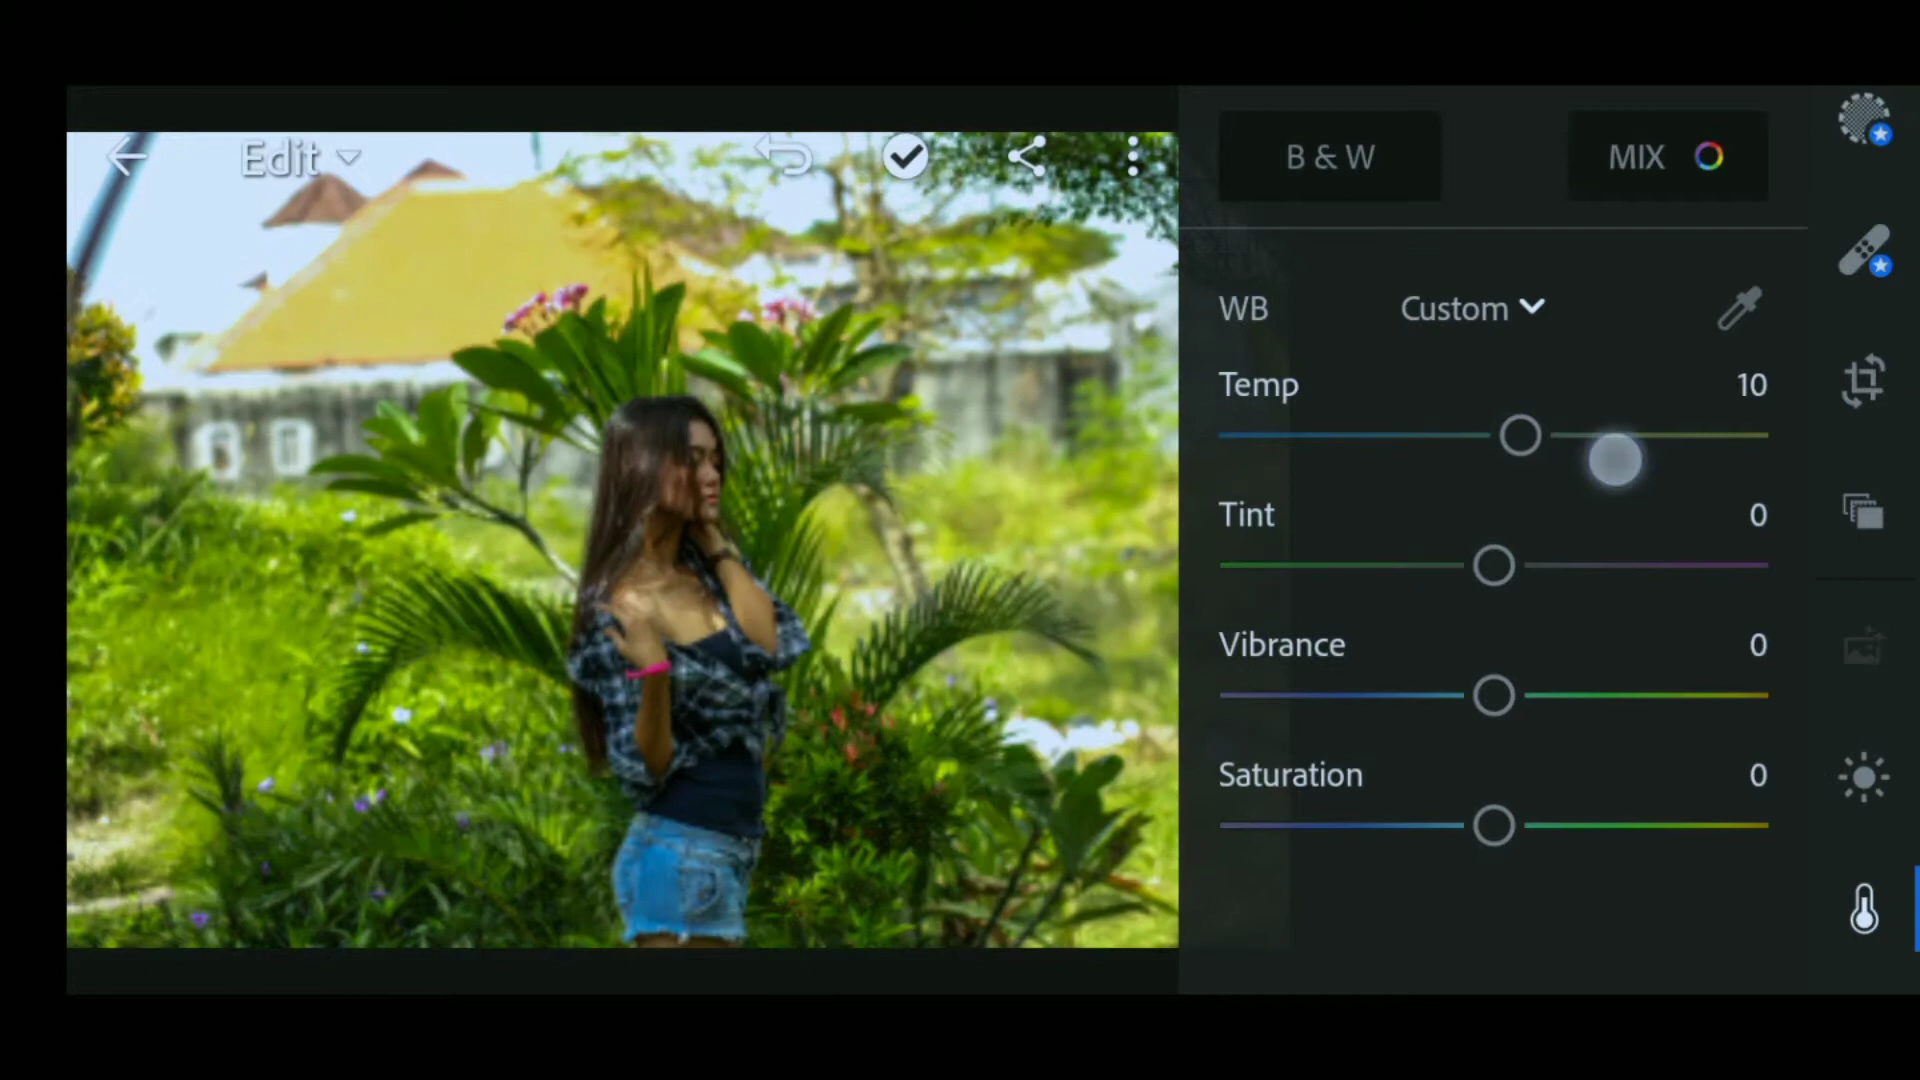 Edit
B & W
MIX
WB Custom
Temp 10
Tint 0
Vibrance 0
Saturation 0